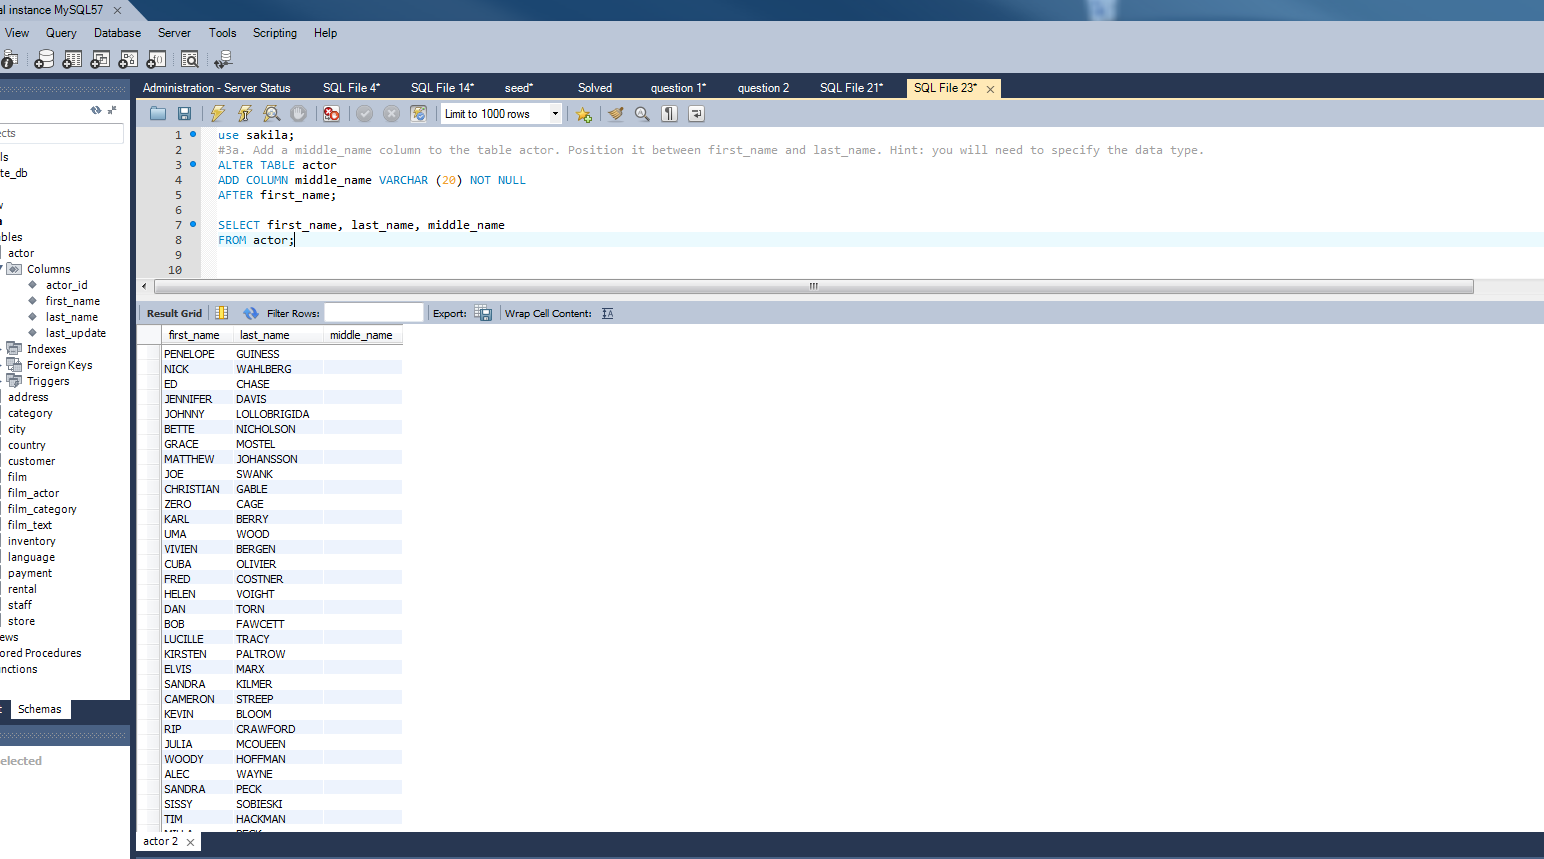 al instance MySQL57
View Query Database Server Tools Scripting Help
Administration - Server Status SQL File 4* SQL File 14* seed* Solved question 1* question 2 SQL File 21* SQL File 23*
Limit to 1000 rows
ects
ls
te_db
bles
actor
Columns
actor_id
first_name
last_name
last_update
Indexes
Foreign Keys
Triggers
address
category
city
country
customer
film
film_actor
film_category
film_text
inventory
language
payment
rental
staff
store
ews
ored Procedures
unctions
Schemas
elected
1 use sakila;
2 #3a. Add a middle_name column to the table actor. Position it between first_name and last_name. Hint: you will need to specify the data type.
3 ALTER TABLE actor
4 ADD COLUMN middle_name VARCHAR (20) NOT NULL
5 AFTER first_name;
6
7 SELECT first_name, last_name, middle_name
8 FROM actor;
9
10
Result Grid Filter Rows: Export: Wrap Cell Content: IA
first_name last_name middle_name
PENELOPE GUINESS
NICK WAHLBERG
ED CHASE
JENNIFER DAVIS
JOHNNY LOLLOBRIGIDA
BETTE NICHOLSON
GRACE MOSTEL
MATTHEW JOHANSSON
JOE SWANK
CHRISTIAN GABLE
ZERO CAGE
KARL BERRY
UMA WOOD
VIVIEN BERGEN
CUBA OLIVIER
FRED COSTNER
HELEN VOIGHT
DAN TORN
BOB FAWCETT
LUCILLE TRACY
KIRSTEN PALTROW
ELVIS MARX
SANDRA KILMER
CAMERON STREEP
KEVIN BLOOM
RIP CRAWFORD
JULIA MCQUEEN
WOODY HOFFMAN
ALEC WAYNE
SANDRA PECK
SISSY SOBIESKI
TIM HACKMAN
actor 2